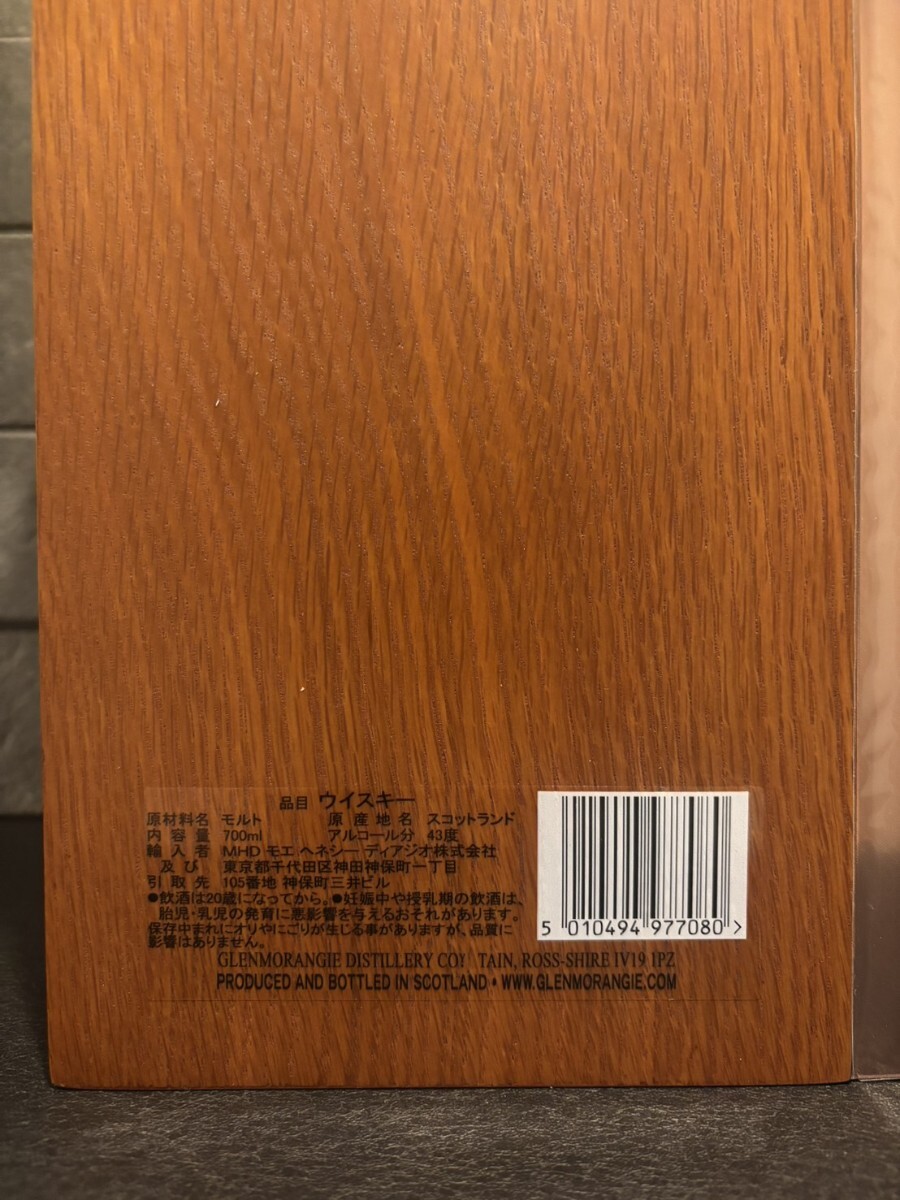 品目 ウイスキー
原材料名 モルト 原産地名 スコットランド
内容量 700ml アルコール分 43度
輸入者 MHD モエ ヘネシー ディアジオ株式会社
及び 東京都千代田区神田神保町一丁目
引取先 105番地 神保町三井ビル
●飲酒は20歳になってから。●妊娠中や授乳期の飲酒は、
胎児・乳児の発育に悪影響を与えるおそれがあります。
保存中まれにオリやにごりが生じる事がありますが、品質に
影響はありません。
5 010494 977080 >
GLENMORANGIE DISTILLERY COY TAIN, ROSS-SHIRE IV19 1PZ
PRODUCED AND BOTTLED IN SCOTLAND • WWW.GLENMORANGIE.COM